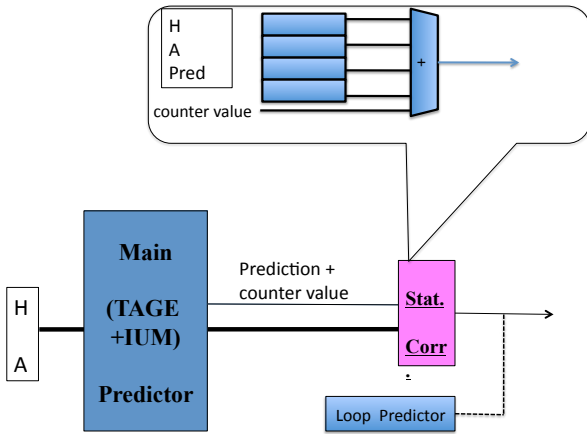 H
A
Pred
+
counter value
Main
(TAGE
+IUM)
Predictor
Prediction +
counter value
H
A
Stat.
Corr
.
Loop Predictor